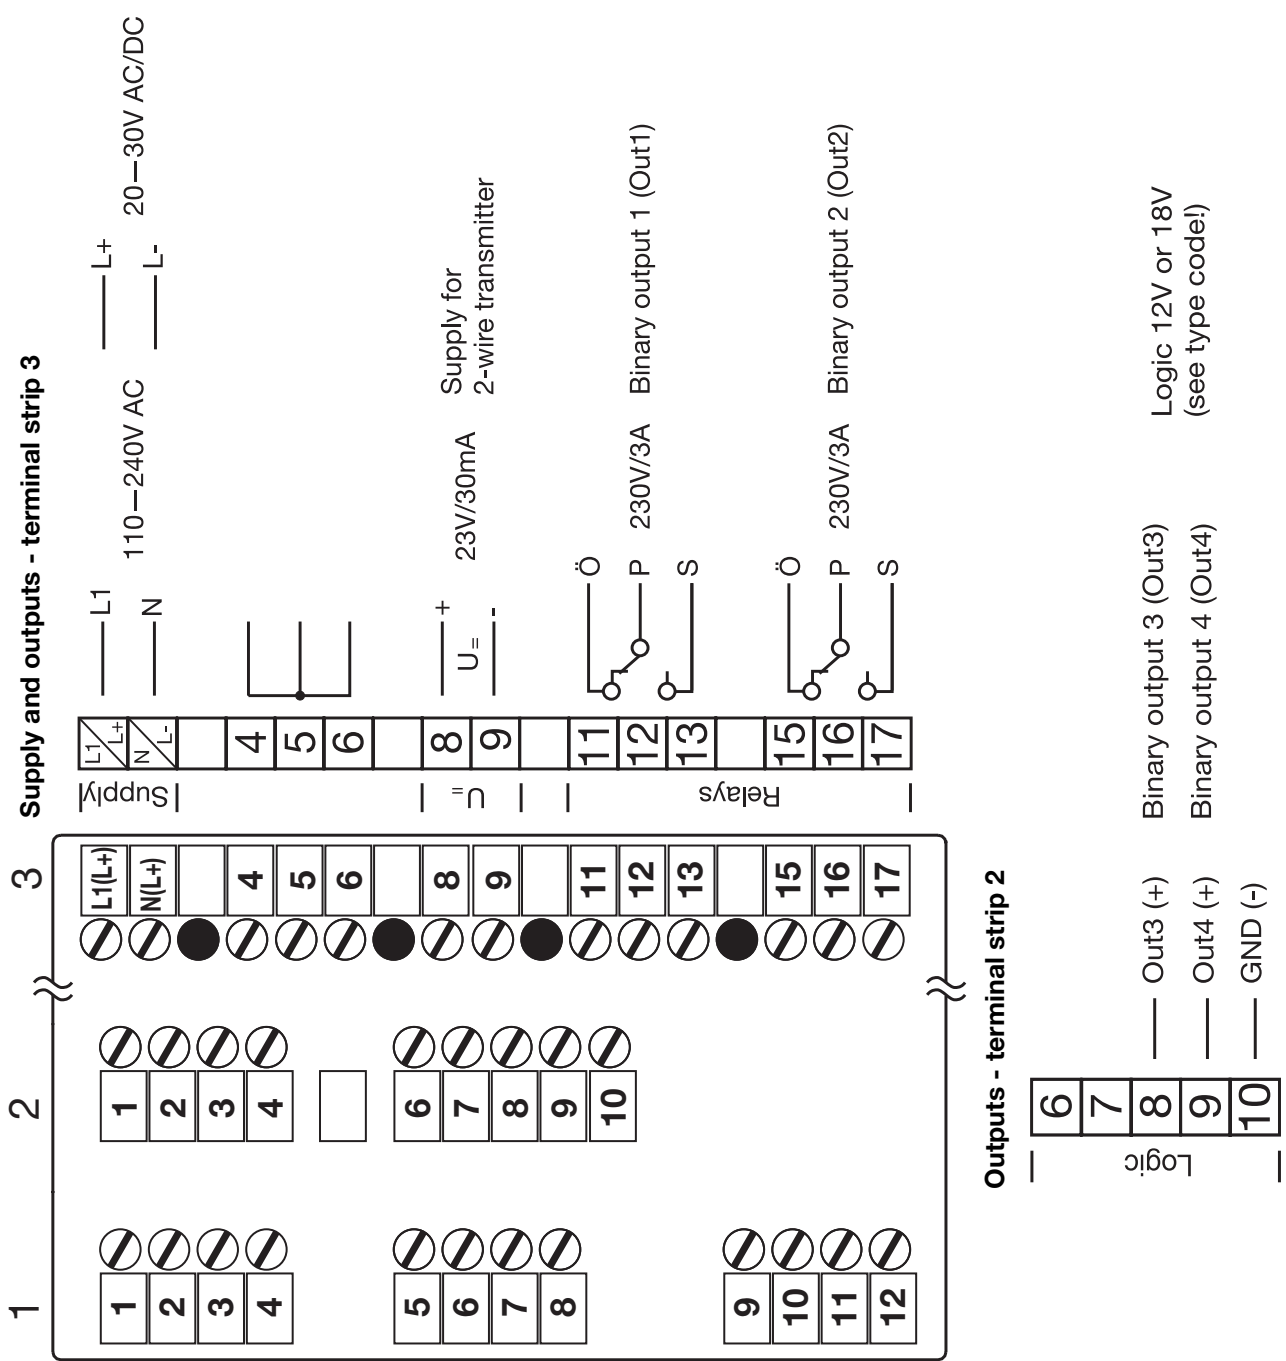 Supply and outputs - terminal strip 3
L1
L+
N
L-
110—240V AC
20—30V AC/DC
3
L1(L+)
N(L+)
4
5
6
8
9
11
12
13
15
16
17
Supply
U=
Relays
L1
L+
N
L-
4
5
6
8
9
11
12
13
15
16
17
+
U=
-
23V/30mA
Supply for
2-wire transmitter
Ö
P
S
230V/3A
Binary output 1 (Out1)
Ö
P
S
230V/3A
Binary output 2 (Out2)
2
1
2
3
4
6
7
8
9
10
1
1
2
3
4
5
6
7
8
9
10
11
12
Outputs - terminal strip 2
Logic
6
7
8
9
10
Out3 (+)
Out4 (+)
GND (-)
Binary output 3 (Out3)
Binary output 4 (Out4)
Logic 12V or 18V
(see type code!)